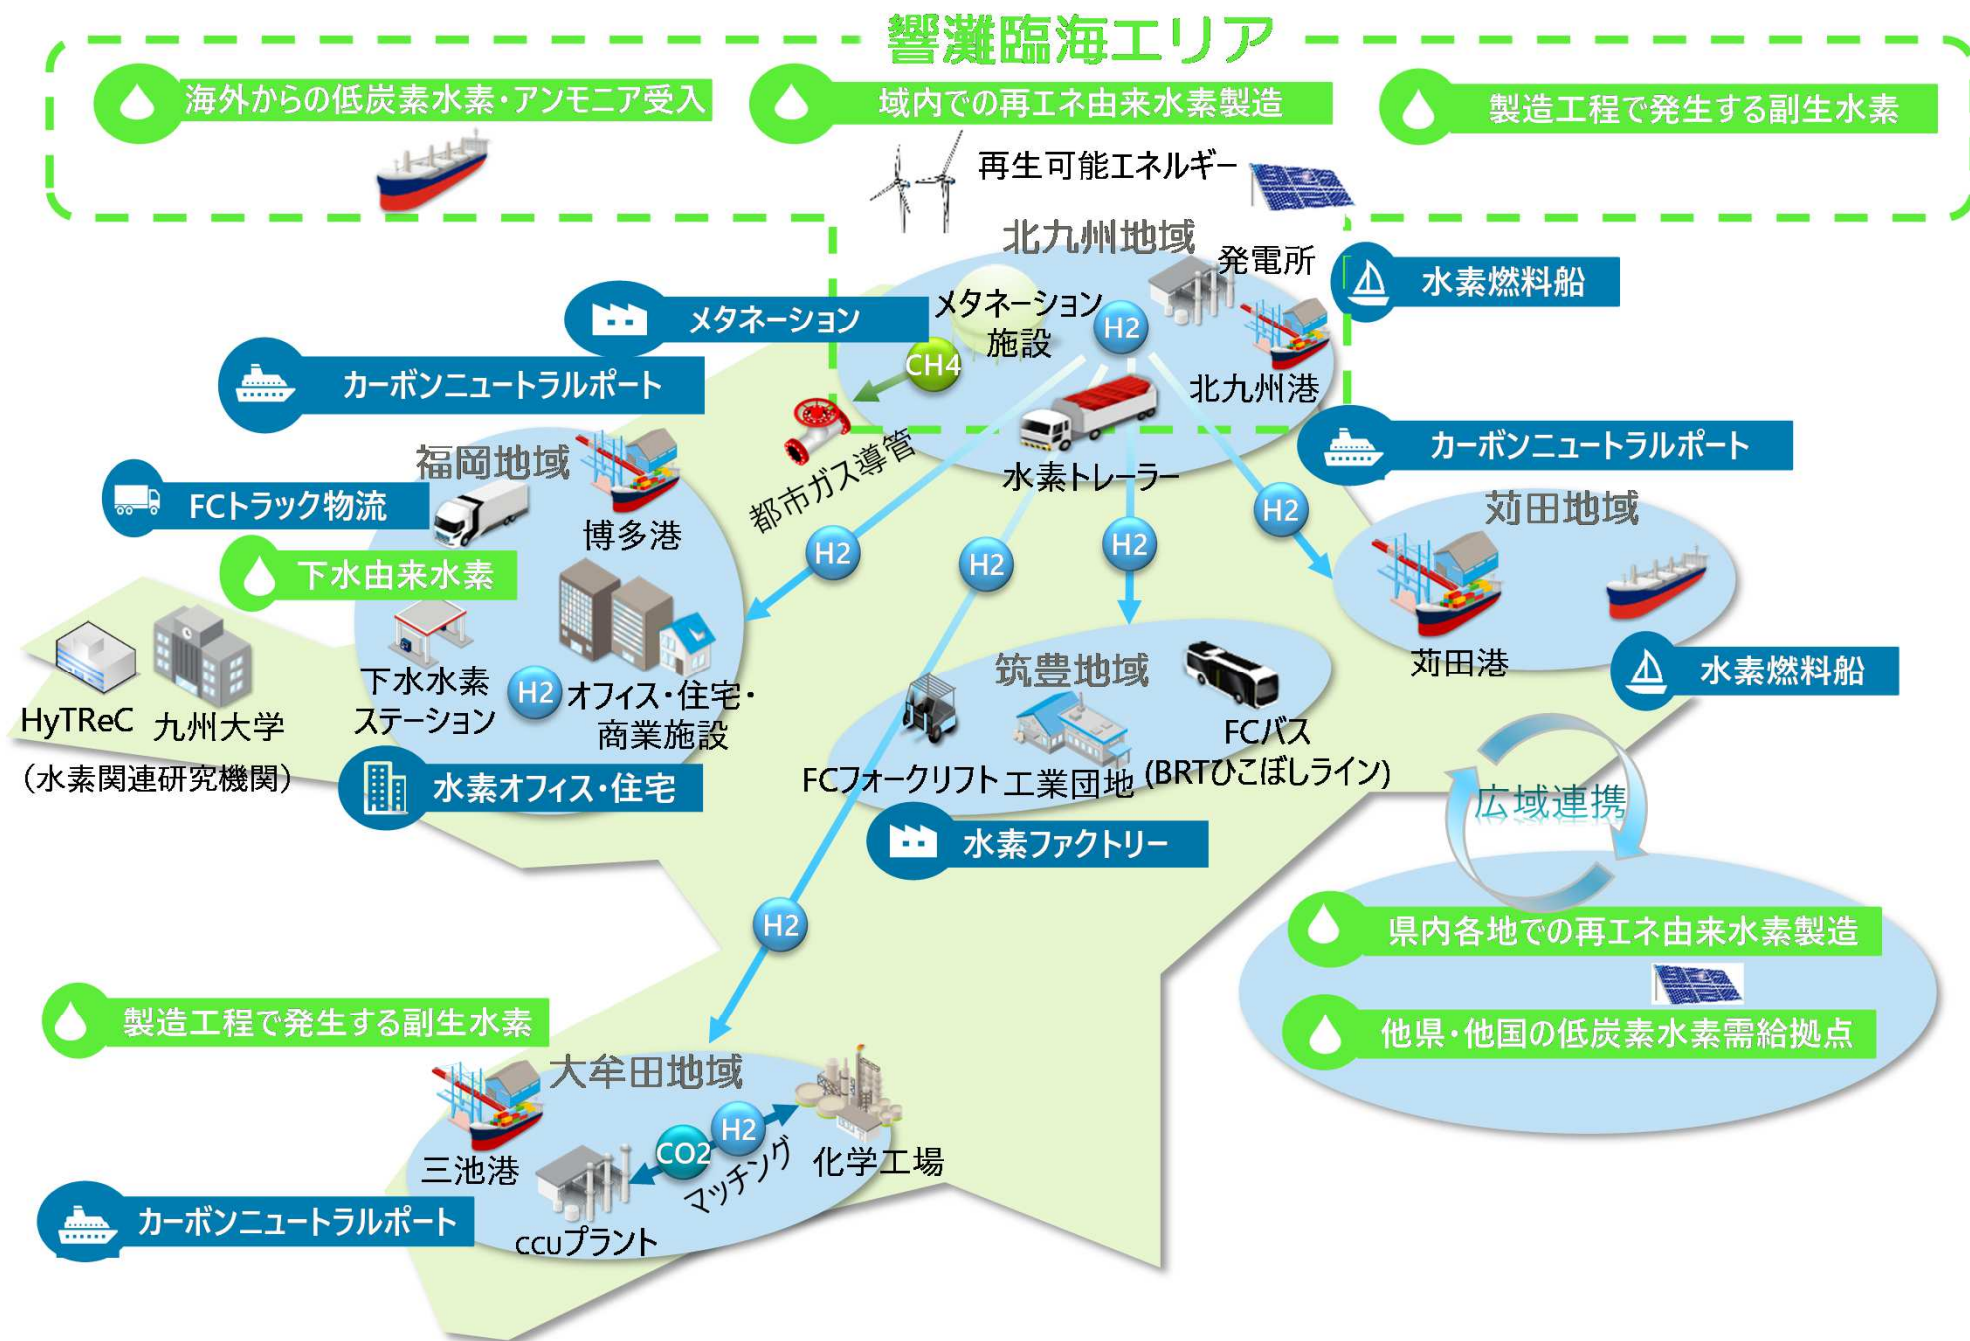 響灘臨海エリア
海外からの低炭素水素・アンモニア受入
域内での再エネ由来水素製造
製造工程で発生する副生水素
再生可能エネルギー
北九州地域
発電所
水素燃料船
メタネーション
メタネーション
施設
H2
CH4
北九州港
カーボンニュートラルポート
カーボンニュートラルポート
福岡地域
都市ガス導管
水素トレーラー
FCトラック物流
博多港
H2
H2
H2
H2
苅田地域
下水由来水素
苅田港
水素燃料船
HyTReC
九州大学
(水素関連研究機関)
下水水素
ステーション
H2
オフィス・住宅・
商業施設
水素オフィス・住宅
筑豊地域
FCフォークリフト
工業団地
FCバス
(BRTひこぼしライン)
水素ファクトリー
広域連携
H2
県内各地での再エネ由来水素製造
他県・他国の低炭素水素需給拠点
製造工程で発生する副生水素
大牟田地域
三池港
CO2
H2
マッチング
化学工場
CCUプラント
カーボンニュートラルポート